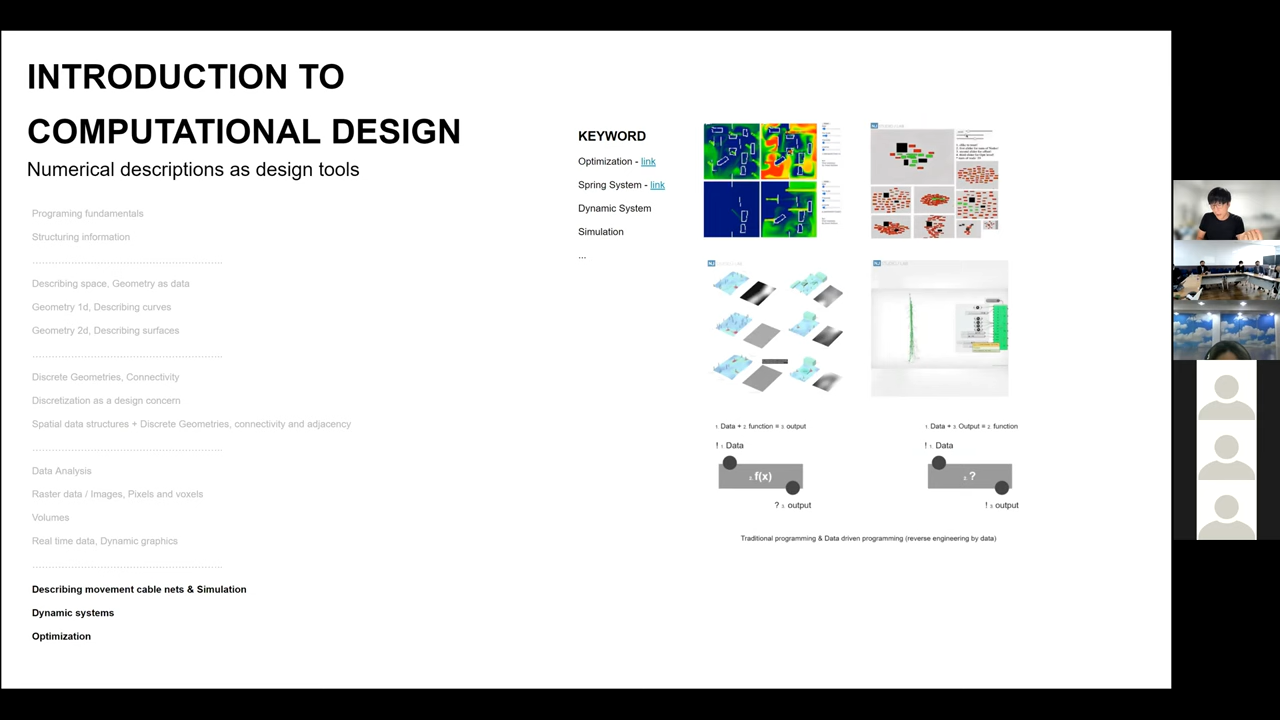 INTRODUCTION TO
COMPUTATIONAL DESIGN
Numerical descriptions as design tools
Programing fundamentals
Structuring information
Describing space, Geometry as data
Geometry 1d, Describing curves
Geometry 2d, Describing surfaces
Discrete Geometries, Connectivity
Discretization as a design concern
Spatial data structures + Discrete Geometries, connectivity and adjacency
Data Analysis
Raster data / Images, Pixels and voxels
Volumes
Real time data, Dynamic graphics
Describing movement cable nets & Simulation
Dynamic systems
Optimization
KEYWORD
Optimization - link
Spring System - link
Dynamic System
Simulation
...
1 Data + 2 function = 3 output
! 1 Data
2. f(x)
? 3 output
1 Data + 3 Output = 2 function
! 1. Data
2. ?
! 3 output
Traditional programming & Data driven programming (reverse engineering by data)